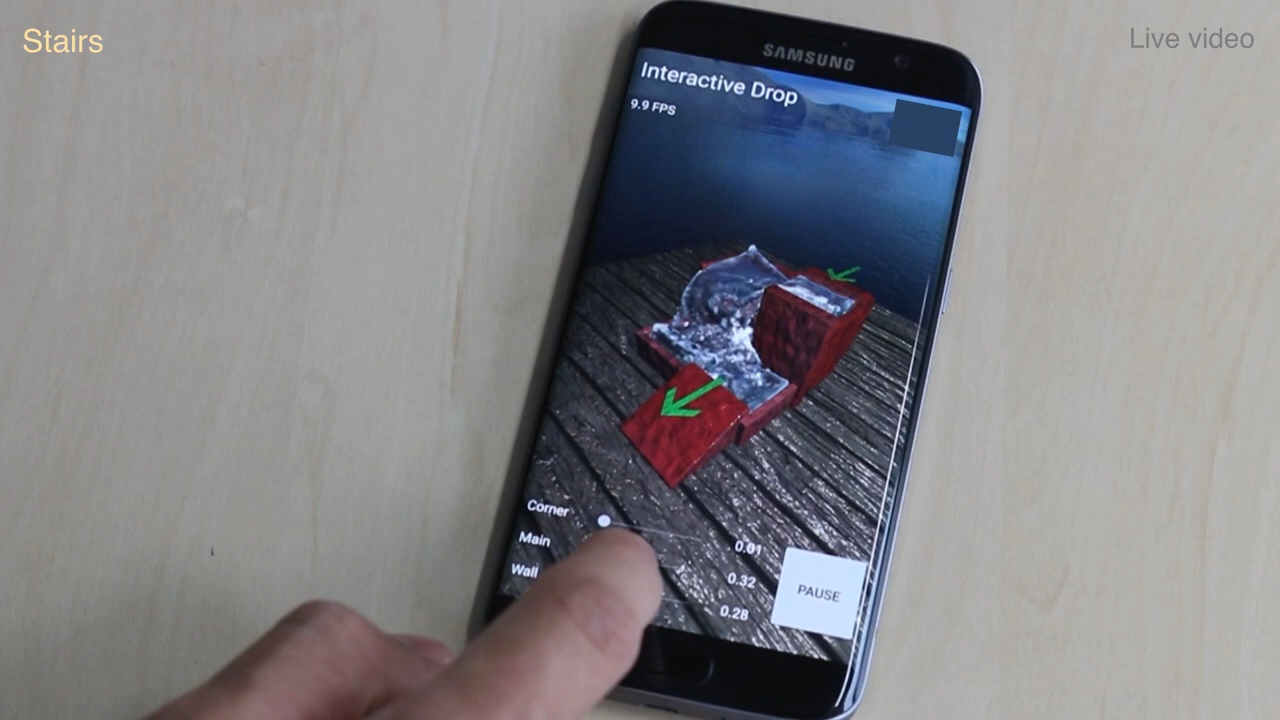 Stairs
Live video
SAMSUNG
Interactive Drop
9.9 FPS
Corner
0.01
Main
0.32
Wall
0.28
PAUSE